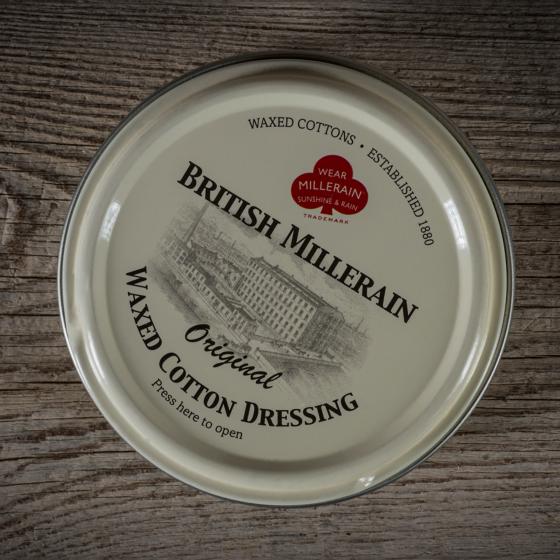 WAXED COTTONS • ESTABLISHED 1880
WEAR
MILLERAIN
SUNSHINE & RAIN
TRADEMARK
BRITISH MILLERAIN
Original
WAXED COTTON DRESSING
Press here to open